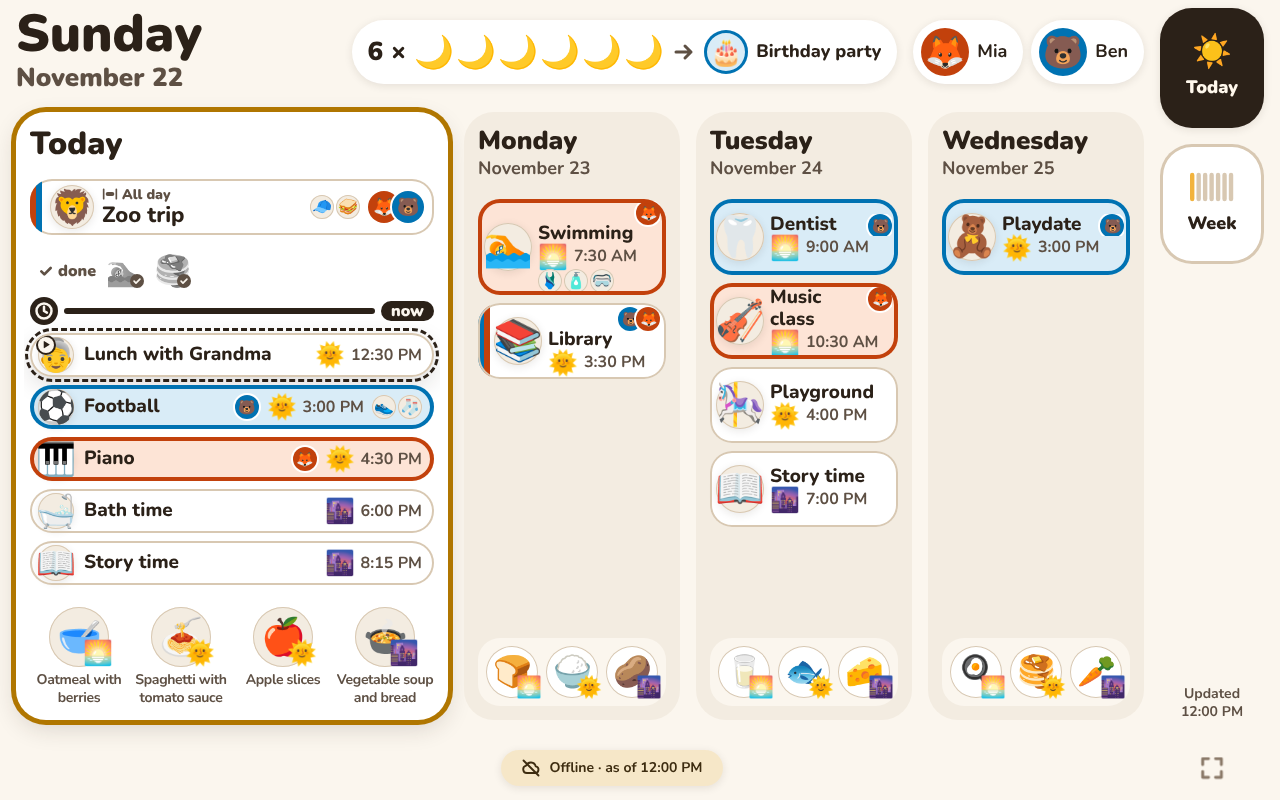 Sunday
November 22
6 × → Birthday party
Mia
Ben
Today
Week
Today
All day
Zoo trip
done
now
Lunch with Grandma 12:30 PM
Football 3:00 PM
Piano 4:30 PM
Bath time 6:00 PM
Story time 8:15 PM
Oatmeal with
berries
Spaghetti with
tomato sauce
Apple slices
Vegetable soup
and bread
Monday
November 23
Swimming
7:30 AM
Library
3:30 PM
Tuesday
November 24
Dentist
9:00 AM
Music
class
10:30 AM
Playground
4:00 PM
Story time
7:00 PM
Wednesday
November 25
Playdate
3:00 PM
Updated
12:00 PM
Offline · as of 12:00 PM